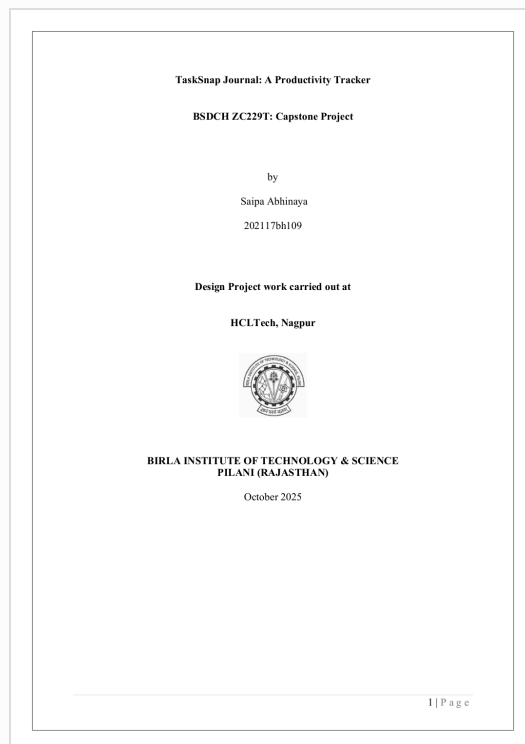 TaskSnap Journal: A Productivity Tracker
BSDCH ZC229T: Capstone Project
by
Saipa Abhinaya
202117bh109
Design Project work carried out at
HCLTech, Nagpur
BIRLA INSTITUTE OF TECHNOLOGY & SCIENCE
PILANI (RAJASTHAN)
October 2025
1 | P a g e